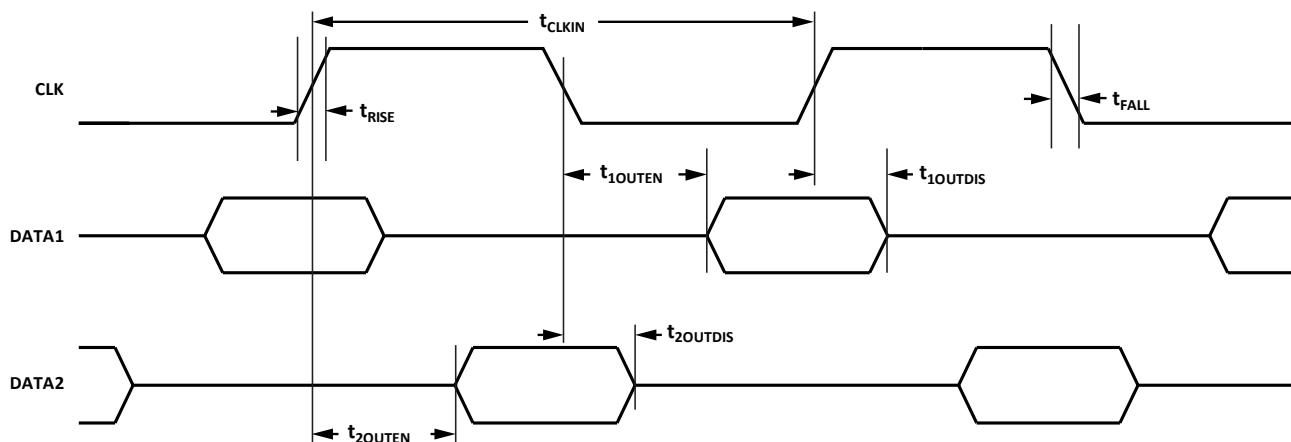 tCLKIN
CLK
tRISE
tFALL
t1OUTEN
t1OUTDIS
DATA1
t2OUTDIS
DATA2
t2OUTEN